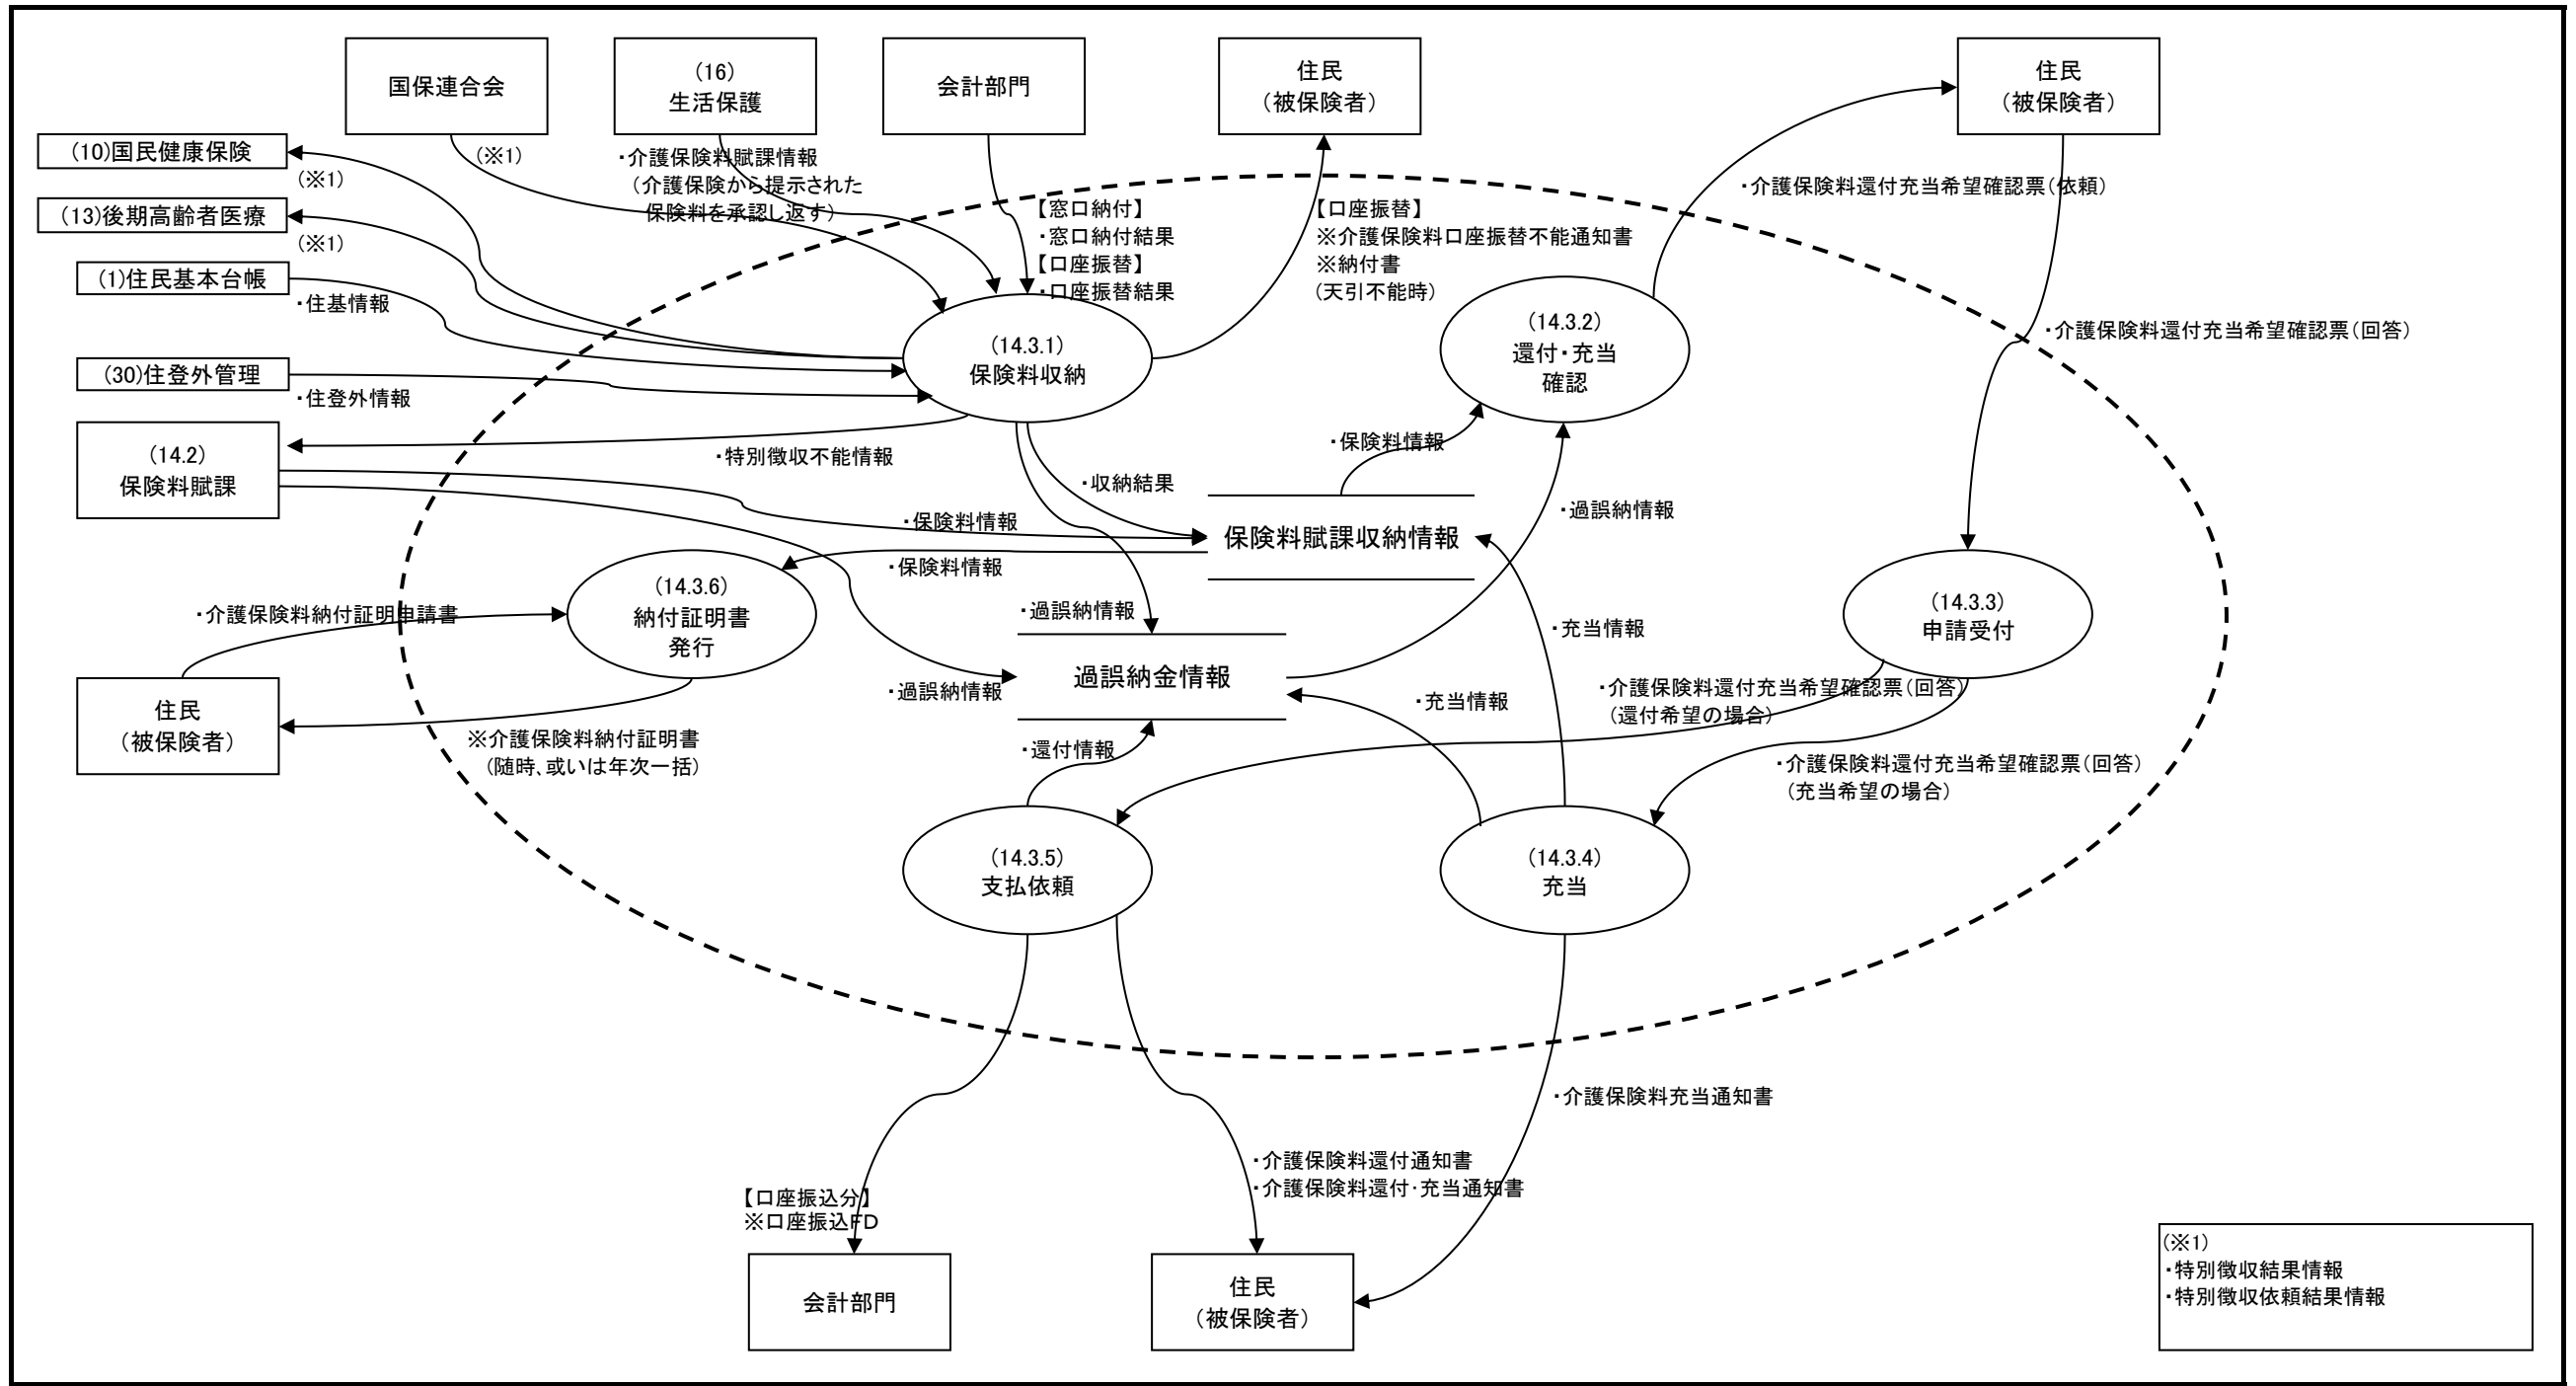 国保連合会
(16)
生活保護
会計部門
住民
(被保険者)
住民
(被保険者)
(10)国民健康保険
(※1)
(13)後期高齢者医療
(※1)
(1)住民基本台帳
・住基情報
(30)住登外管理
・住登外情報
(14.2)
保険料賦課
(※1)
・介護保険料賦課情報
(介護保険から提示された
保険料を承認し返す)
【窓口納付】
・窓口納付結果
【口座振替】
・口座振替結果
【口座振替】
※介護保険料口座振替不能通知書
※納付書
(天引不能時)
・介護保険料還付充当希望確認票(依頼)
・介護保険料還付充当希望確認票(回答)
(14.3.1)
保険料収納
(14.3.2)
還付・充当
確認
・特別徴収不能情報
・収納結果
・保険料情報
・保険料情報
・過誤納情報
保険料賦課収納情報
・保険料情報
(14.3.6)
納付証明書
発行
・介護保険料納付証明申請書
・過誤納情報
・充当情報
(14.3.3)
申請受付
過誤納金情報
・過誤納情報
住民
(被保険者)
※介護保険料納付証明書
(随時、或いは年次一括)
・還付情報
・充当情報
・介護保険料還付充当希望確認票(回答)
(還付希望の場合)
・介護保険料還付充当希望確認票(回答)
(充当希望の場合)
(14.3.5)
支払依頼
(14.3.4)
充当
・介護保険料充当通知書
・介護保険料還付通知書
・介護保険料還付・充当通知書
【口座振込分】
※口座振込FD
会計部門
住民
(被保険者)
(※1)
・特別徴収結果情報
・特別徴収依頼結果情報